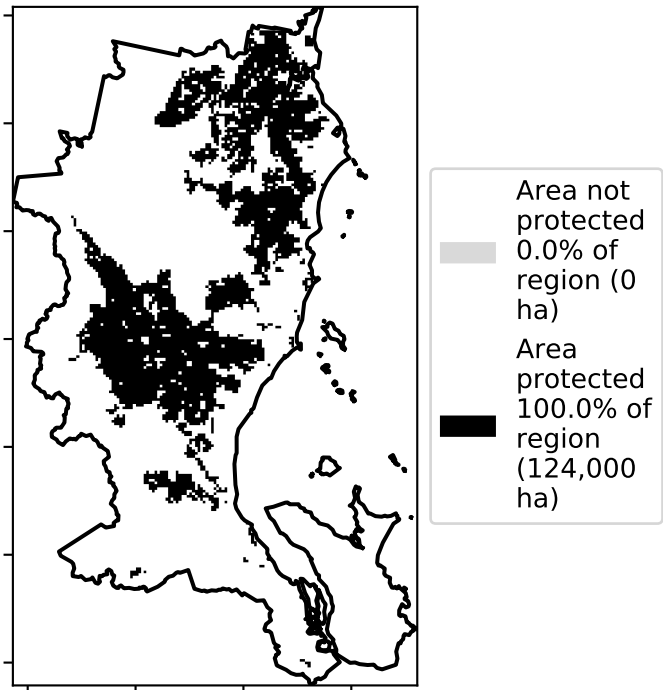 Area not
protected
0.0% of
region (0
ha)
Area
protected
100.0% of
region
(124,000
ha)